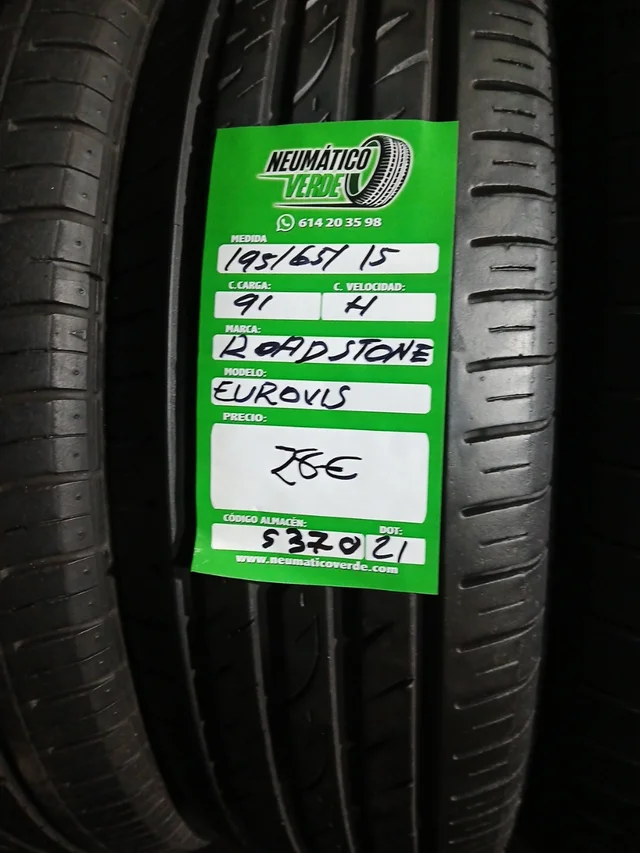 NEUMÁTICO
VERDE
614 20 35 98
MEDIDA
195/65/ 15
C.CARGA: C. VELOCIDAD:
91 H
MARCA:
ROADSTONE
MODELO:
EUROVIS
PRECIO:
28€
CÓDIGO ALMACÉN: DOT:
S370 21
www.neumaticoverde.com